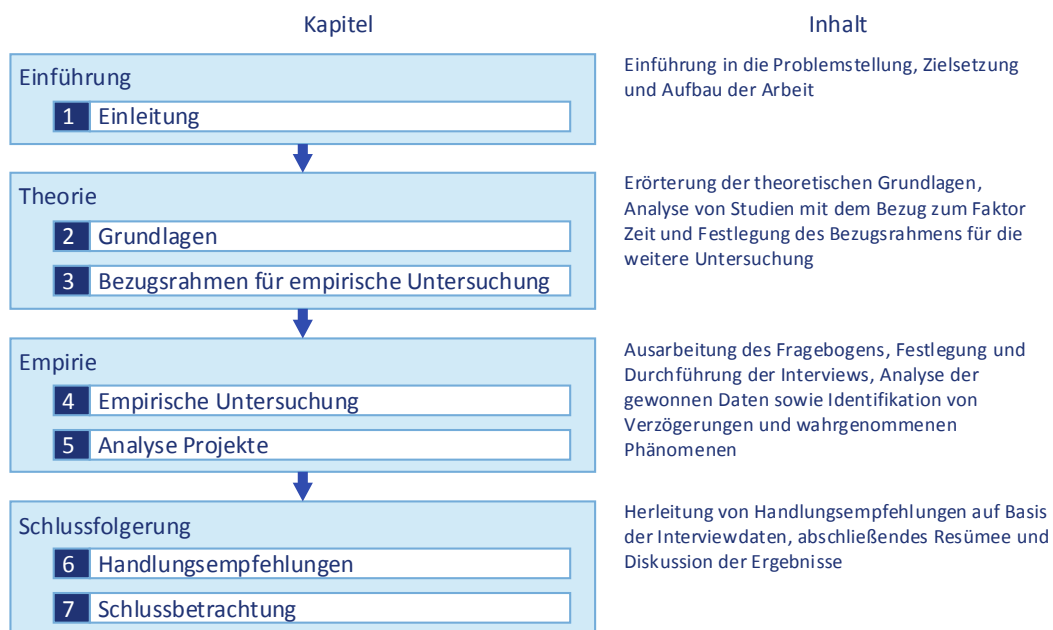 Kapitel
Inhalt
Einführung
1 Einleitung
Einführung in die Problemstellung, Zielsetzung
und Aufbau der Arbeit
Theorie
2 Grundlagen
3 Bezugsrahmen für empirische Untersuchung
Erörterung der theoretischen Grundlagen,
Analyse von Studien mit dem Bezug zum Faktor
Zeit und Festlegung des Bezugsrahmens für die
weitere Untersuchung
Empirie
4 Empirische Untersuchung
5 Analyse Projekte
Ausarbeitung des Fragebogens, Festlegung und
Durchführung der Interviews, Analyse der
gewonnen Daten sowie Identifikation von
Verzögerungen und wahrgenommenen
Phänomenen
Schlussfolgerung
6 Handlungsempfehlungen
7 Schlussbetrachtung
Herleitung von Handlungsempfehlungen auf Basis
der Interviewdaten, abschließendes Resümee und
Diskussion der Ergebnisse